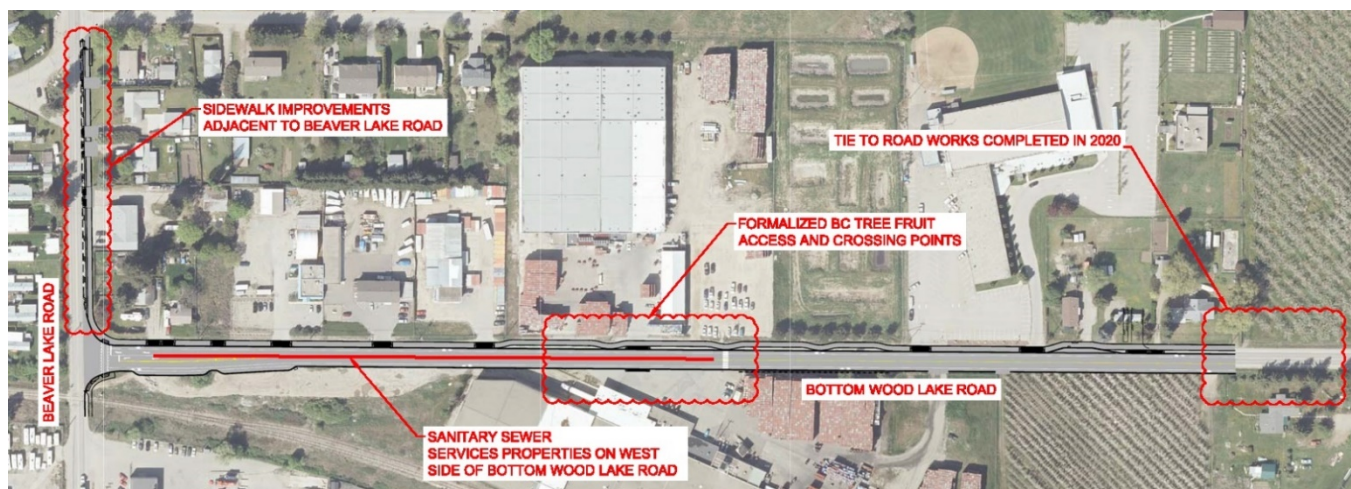 SIDEWALK IMPROVEMENTS
ADJACENT TO BEAVER LAKE ROAD
TIE TO ROAD WORKS COMPLETED IN 2020
FORMALIZED BC TREE FRUIT
ACCESS AND CROSSING POINTS
BEAVER LAKE ROAD
BOTTOM WOOD LAKE ROAD
SANITARY SEWER
SERVICES PROPERTIES ON WEST
SIDE OF BOTTOM WOOD LAKE ROAD